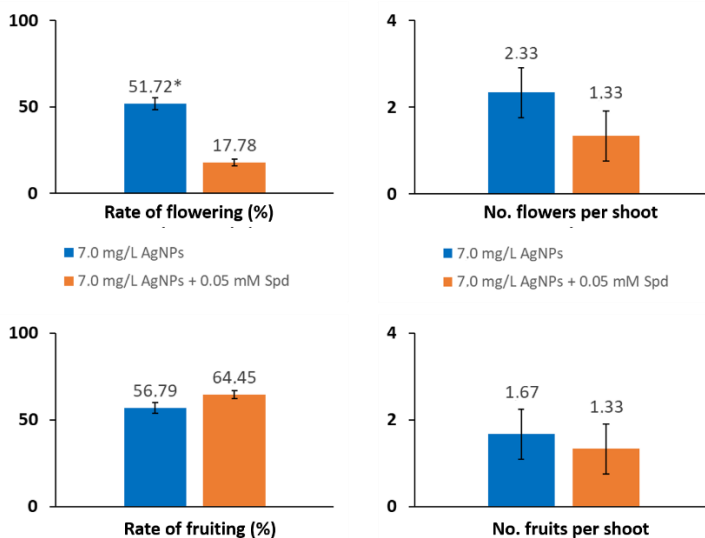 100
50
0
51.72*
17.78
Rate of flowering (%)
4
2
0
2.33
1.33
No. flowers per shoot
7.0 mg/L AgNPs
7.0 mg/L AgNPs + 0.05 mM Spd
7.0 mg/L AgNPs
7.0 mg/L AgNPs + 0.05 mM Spd
100
50
0
56.79
64.45
Rate of fruiting (%)
4
2
0
1.67
1.33
No. fruits per shoot